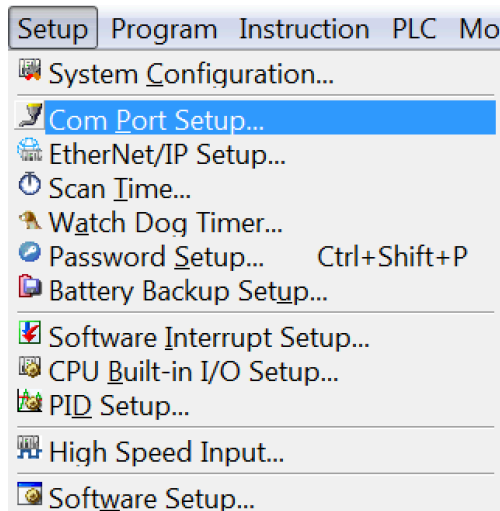 Setup Program Instruction PLC Mo
System Configuration...
Com Port Setup...
EtherNet/IP Setup...
Scan Time...
Watch Dog Timer...
Password Setup... Ctrl+Shift+P
Battery Backup Setup...
Software Interrupt Setup...
CPU Built-in I/O Setup...
PID Setup...
High Speed Input...
Software Setup...